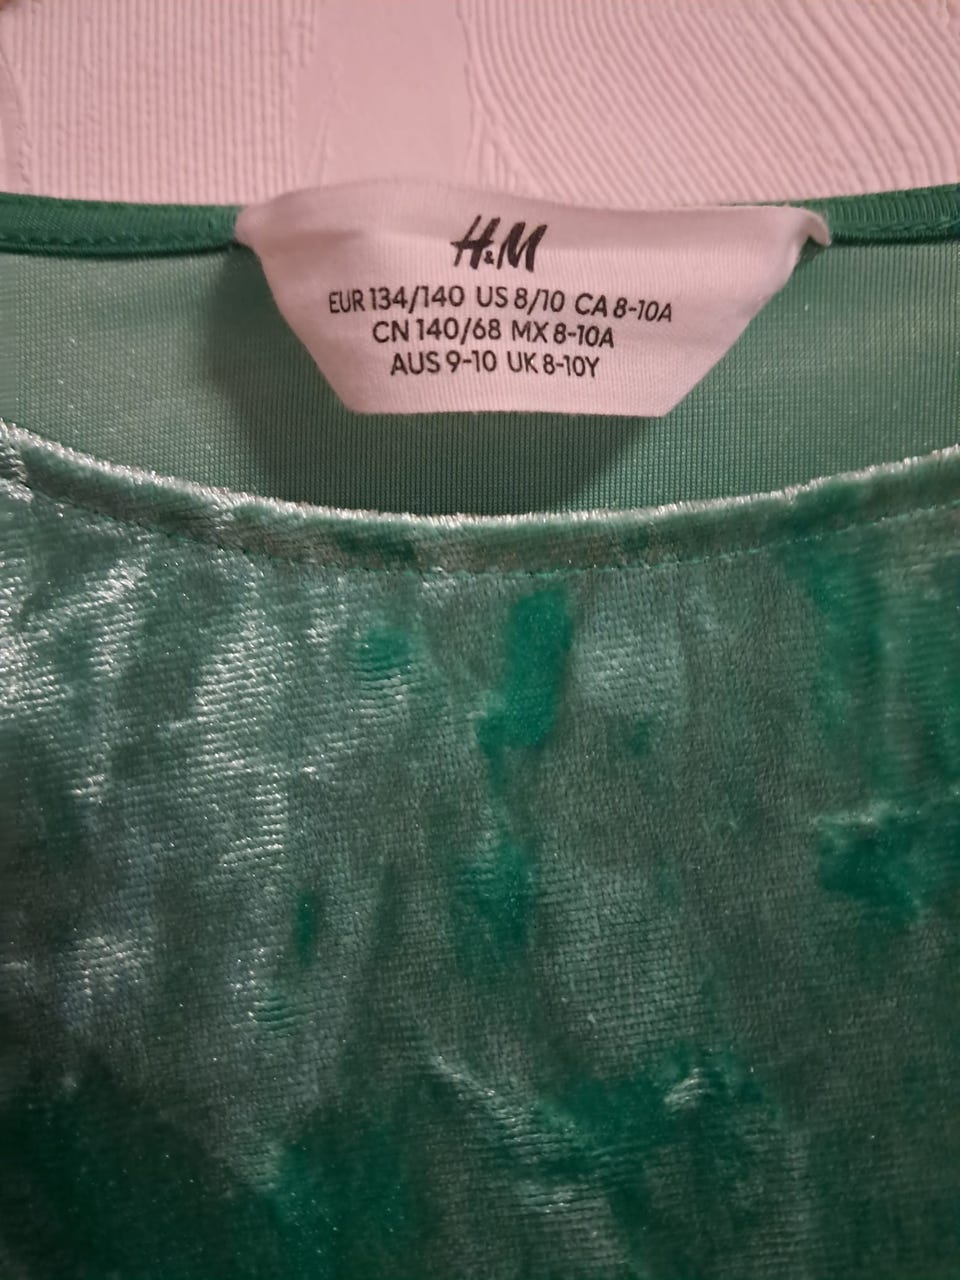 H&M
EUR 134/140 US 8/10 CA 8-10A
CN 140/68 MX 8-10A
AUS 9-10 UK 8-10Y